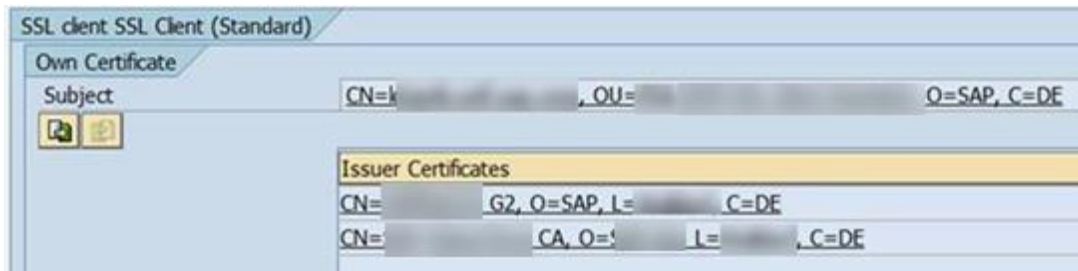 SSL client SSL Client (Standard)
Own Certificate
Subject CN= , OU= O=SAP, C=DE
Issuer Certificates
CN= G2, O=SAP, L= C=DE
CN= CA, O= L= , C=DE